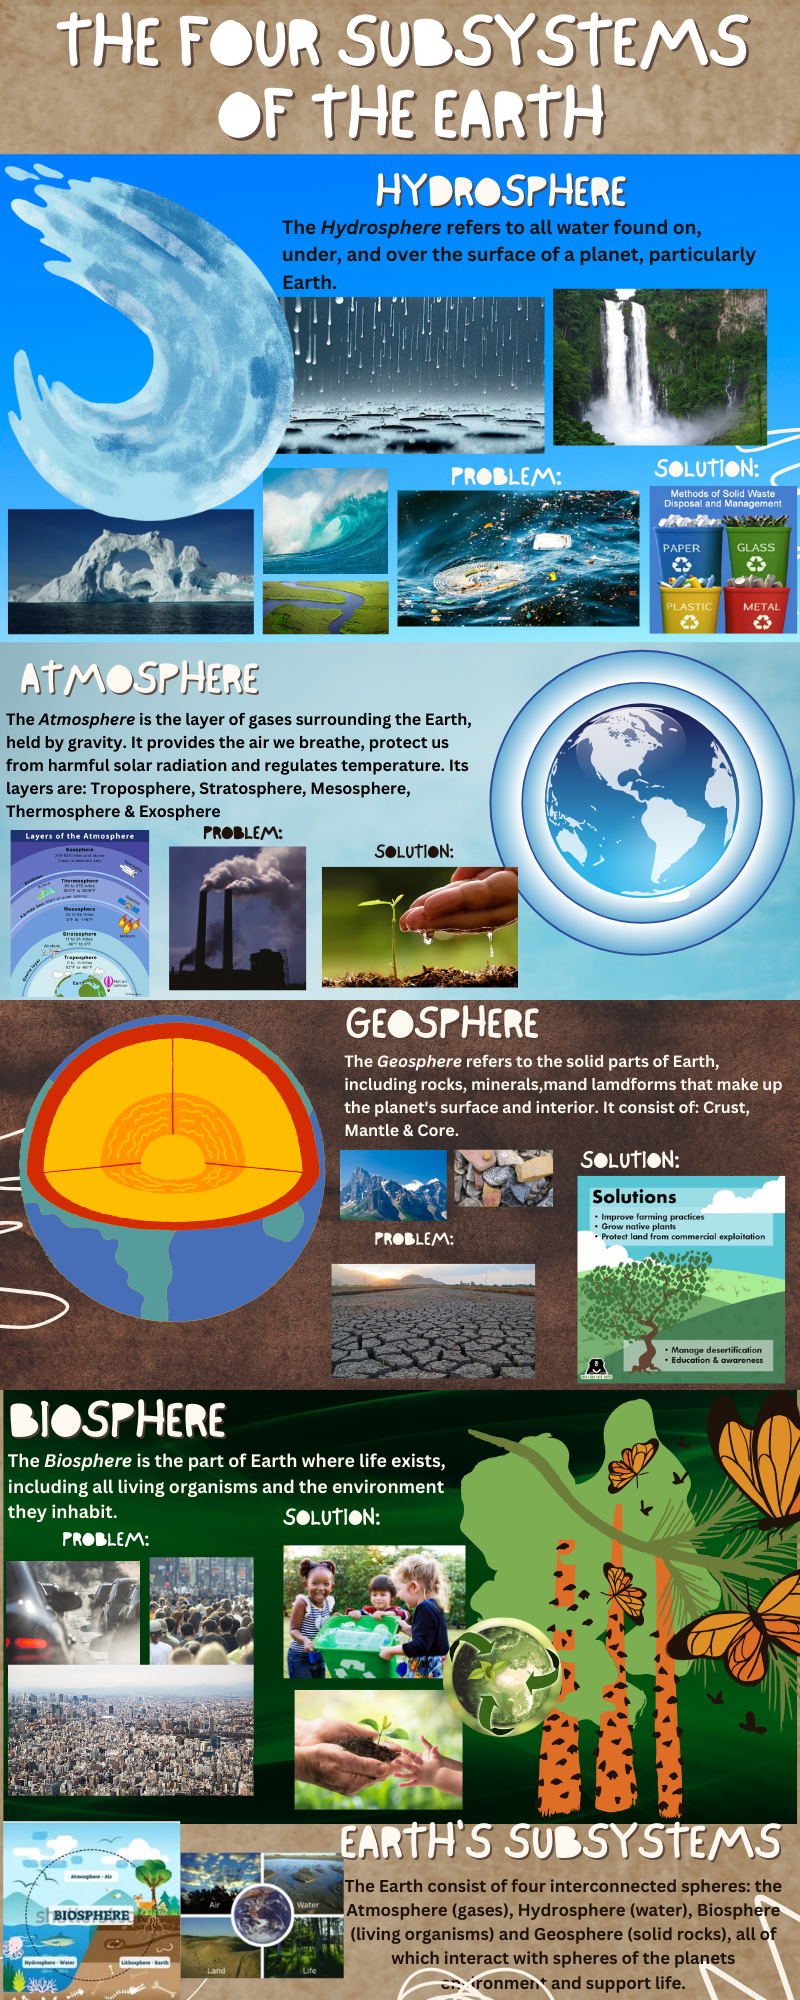 THE FOUR SUBSYSTEMS
OF THE EARTH
HYDROSPHERE
The Hydrosphere refers to all water found on,
under, and over the surface of a planet, particularly
Earth.
PROBLEM:
SOLUTION:
Methods of Solid Waste
Disposal and Management
PAPER
GLASS
PLASTIC
METAL
ATMOSPHERE
The Atmosphere is the layer of gases surrounding the Earth,
held by gravity. It provides the air we breathe, protect us
from harmful solar radiation and regulates temperature. Its
layers are: Troposphere, Stratosphere, Mesosphere,
Thermosphere & Exosphere
PROBLEM:
SOLUTION:
Layers of the Atmosphere
Exosphere
Thermosphere
Mesosphere
Stratosphere
Troposphere
GEOSPHERE
The Geosphere refers to the solid parts of Earth,
including rocks, minerals,mand lamdforms that make up
the planet's surface and interior. It consist of: Crust,
Mantle & Core.
SOLUTION:
Solutions
• Improve farming practices
• Grow native plants
• Protect land from commercial exploitation
• Manage desertification
• Education & awareness
PROBLEM:
BIOSPHERE
The Biosphere is the part of Earth where life exists,
including all living organisms and the environment
they inhabit.
PROBLEM:
SOLUTION:
EARTH'S SUBSYSTEMS
The Earth consist of four interconnected spheres: the
Atmosphere (gases), Hydrosphere (water), Biosphere
(living organisms) and Geosphere (solid rocks), all of
which interact with spheres of the planets
environment and support life.
Atmosphere - Air
BIOSPHERE
Hydrosphere - Water
Lithosphere - Earth
Air
Water
Land
Life